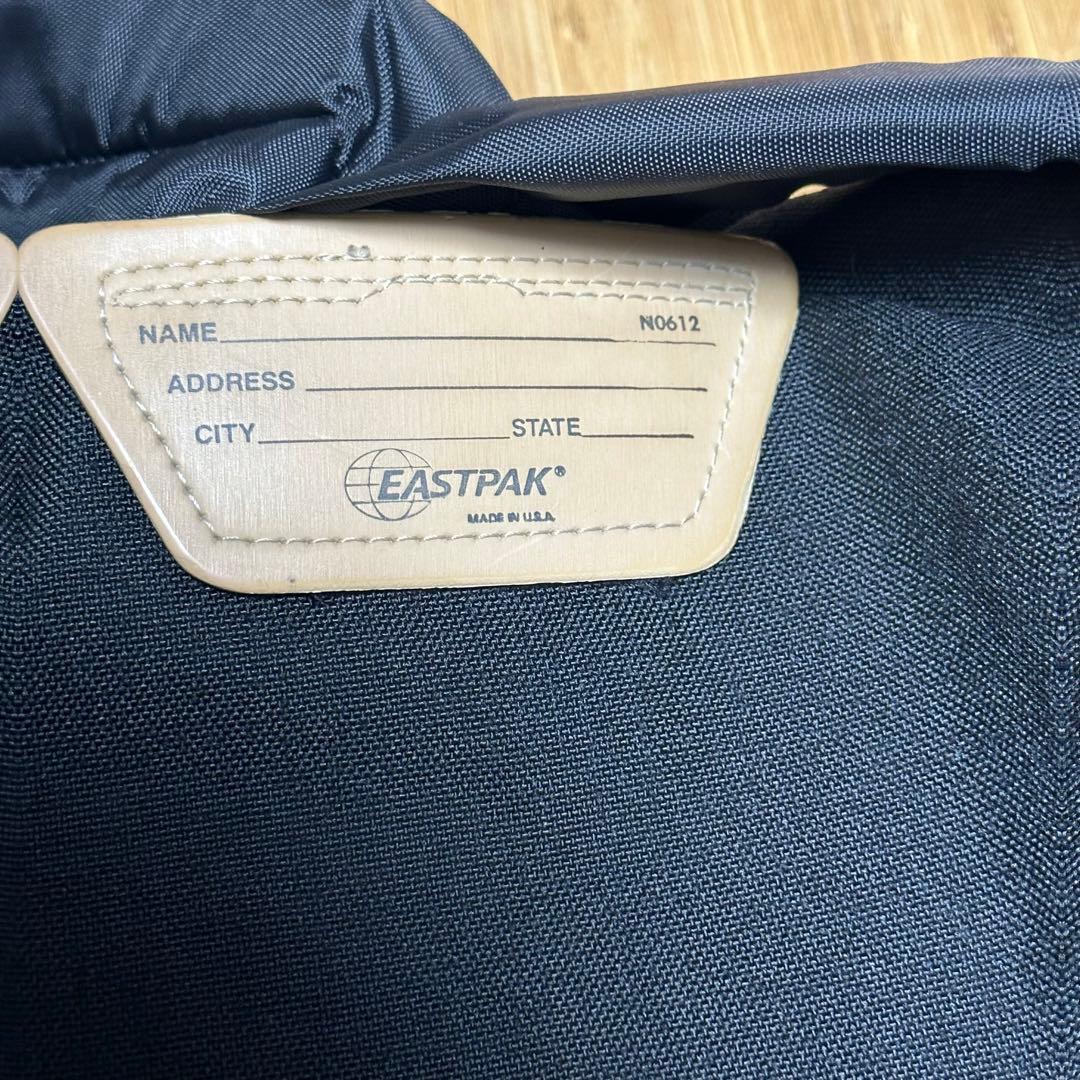 NAME N0612
ADDRESS
CITY STATE
EASTPAK®
MADE IN U.S.A.